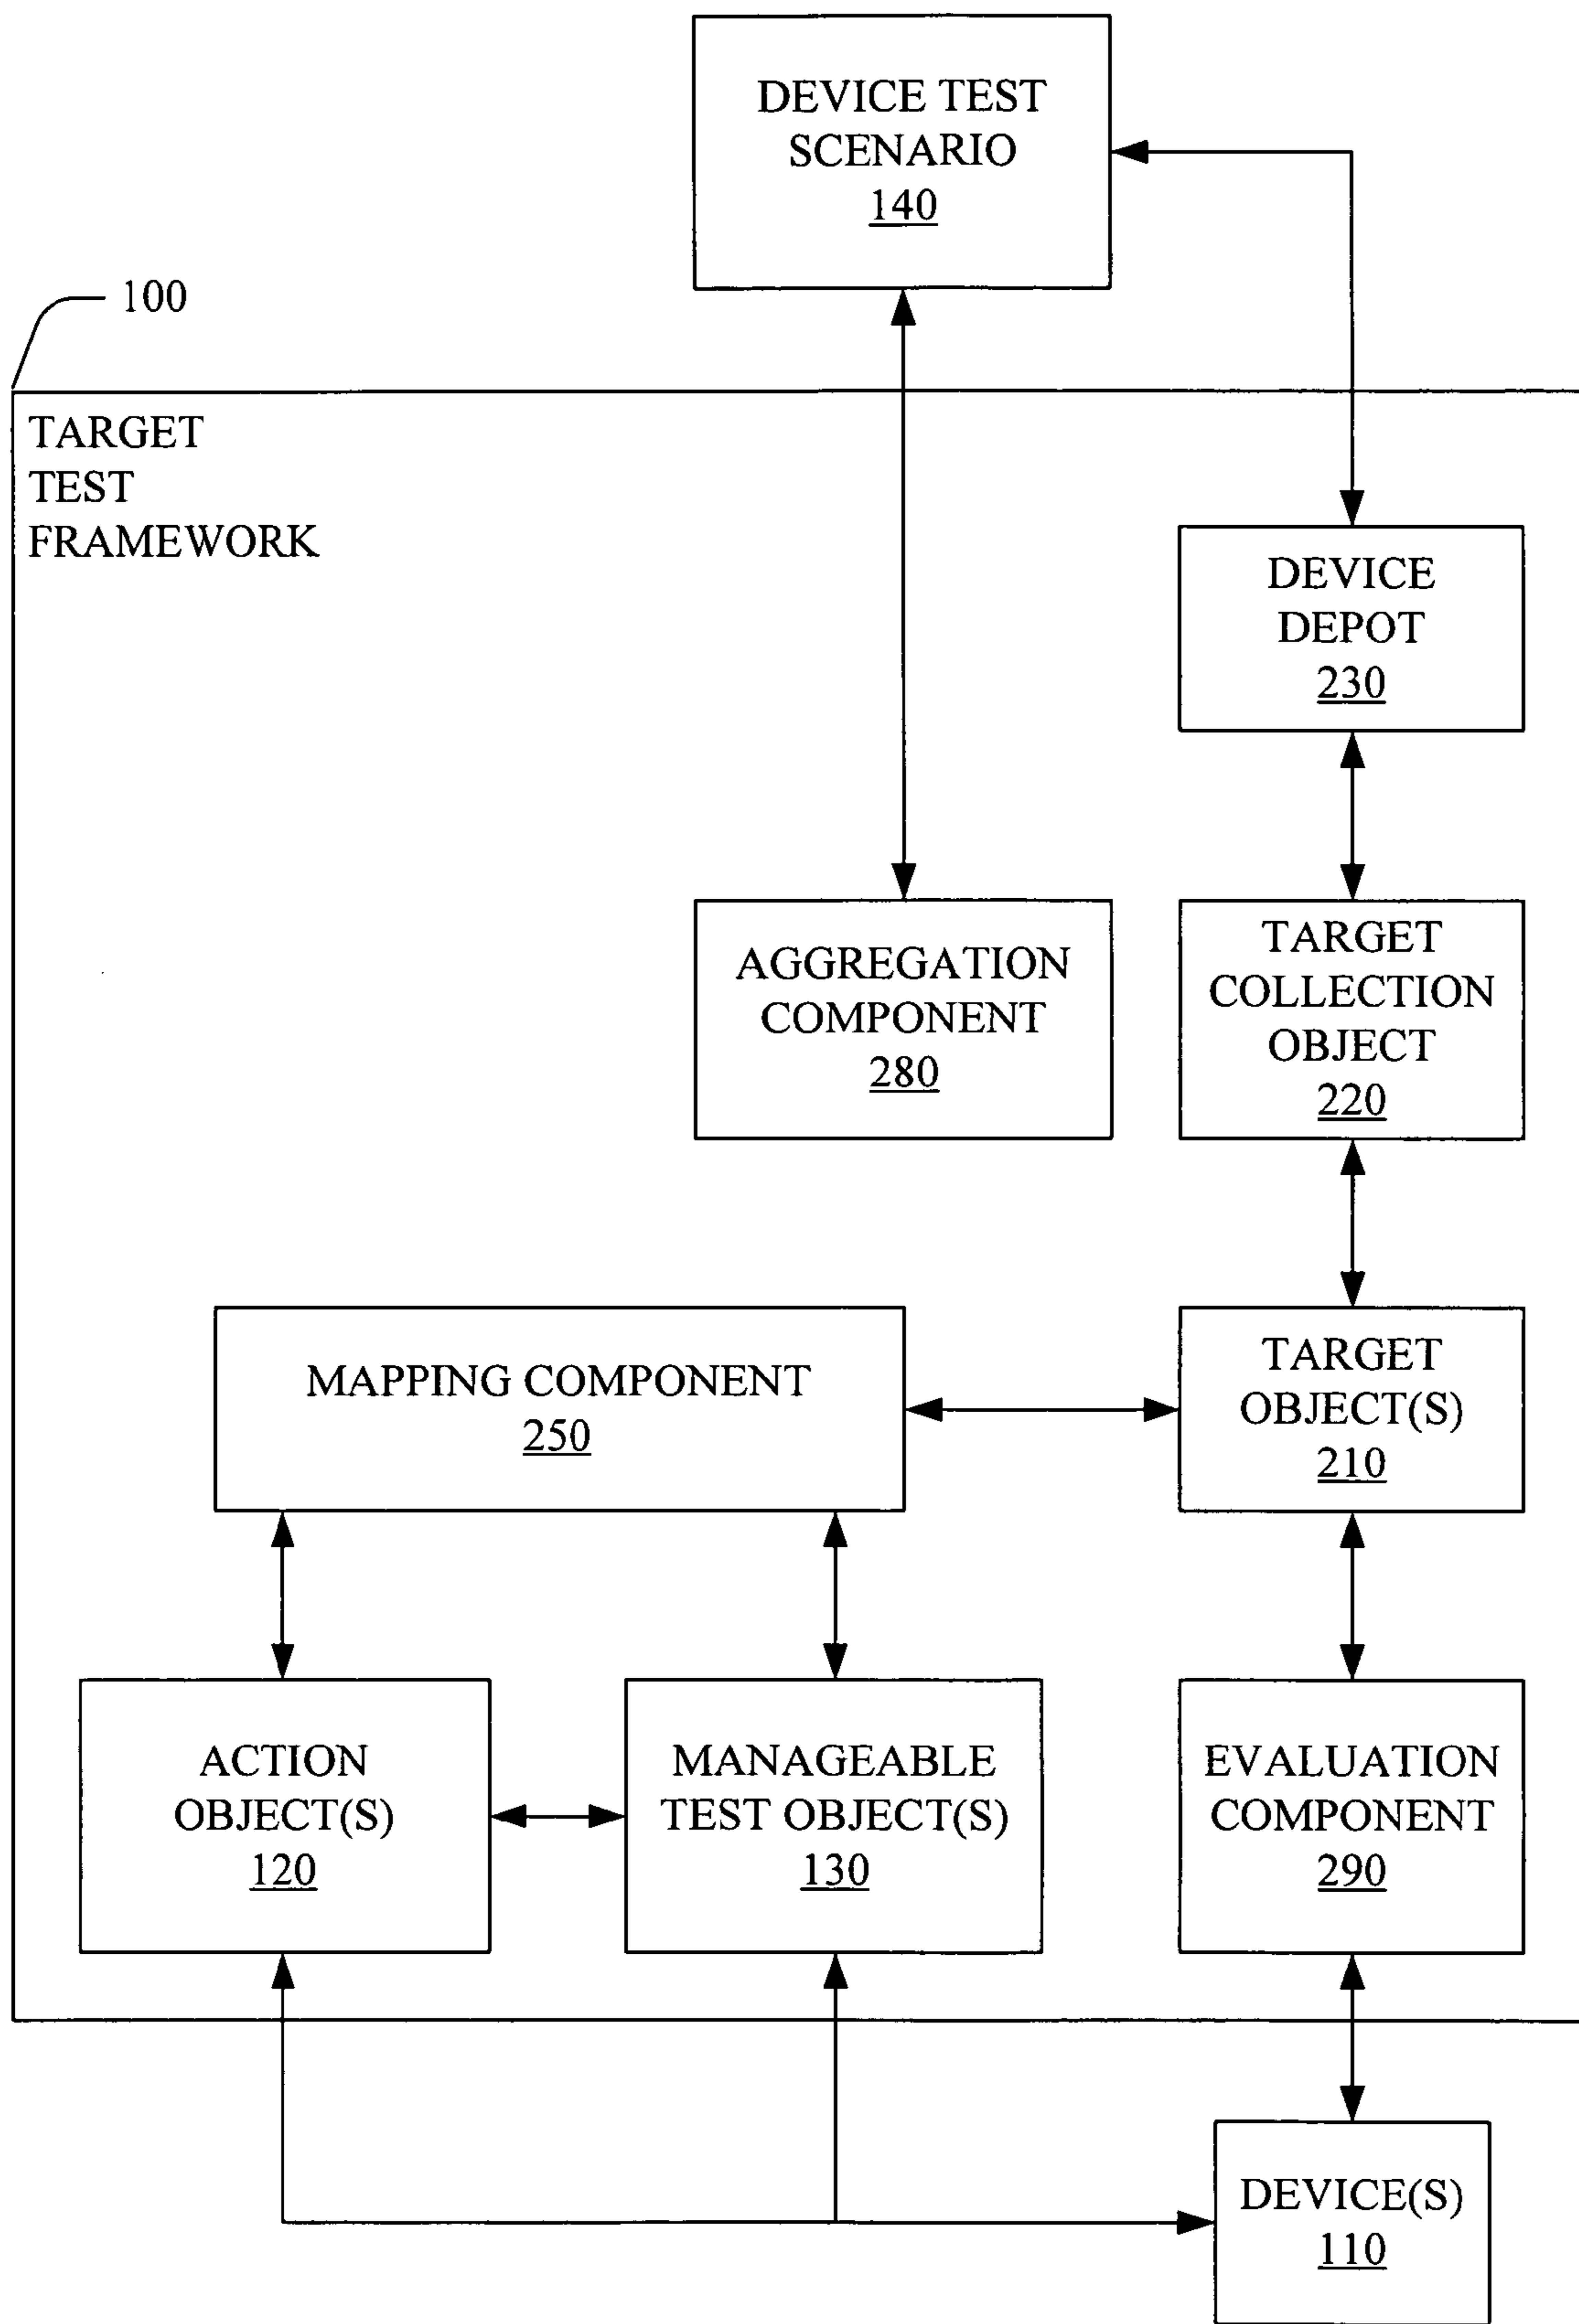 DEVICE TEST
SCENARIO
140
100
TARGET
TEST
FRAMEWORK
DEVICE
DEPOT
230
AGGREGATION
COMPONENT
280
TARGET
COLLECTION
OBJECT
220
MAPPING COMPONENT
250
TARGET
OBJECT(S)
210
ACTION
OBJECT(S)
120
MANAGEABLE
TEST OBJECT(S)
130
EVALUATION
COMPONENT
290
DEVICE(S)
110